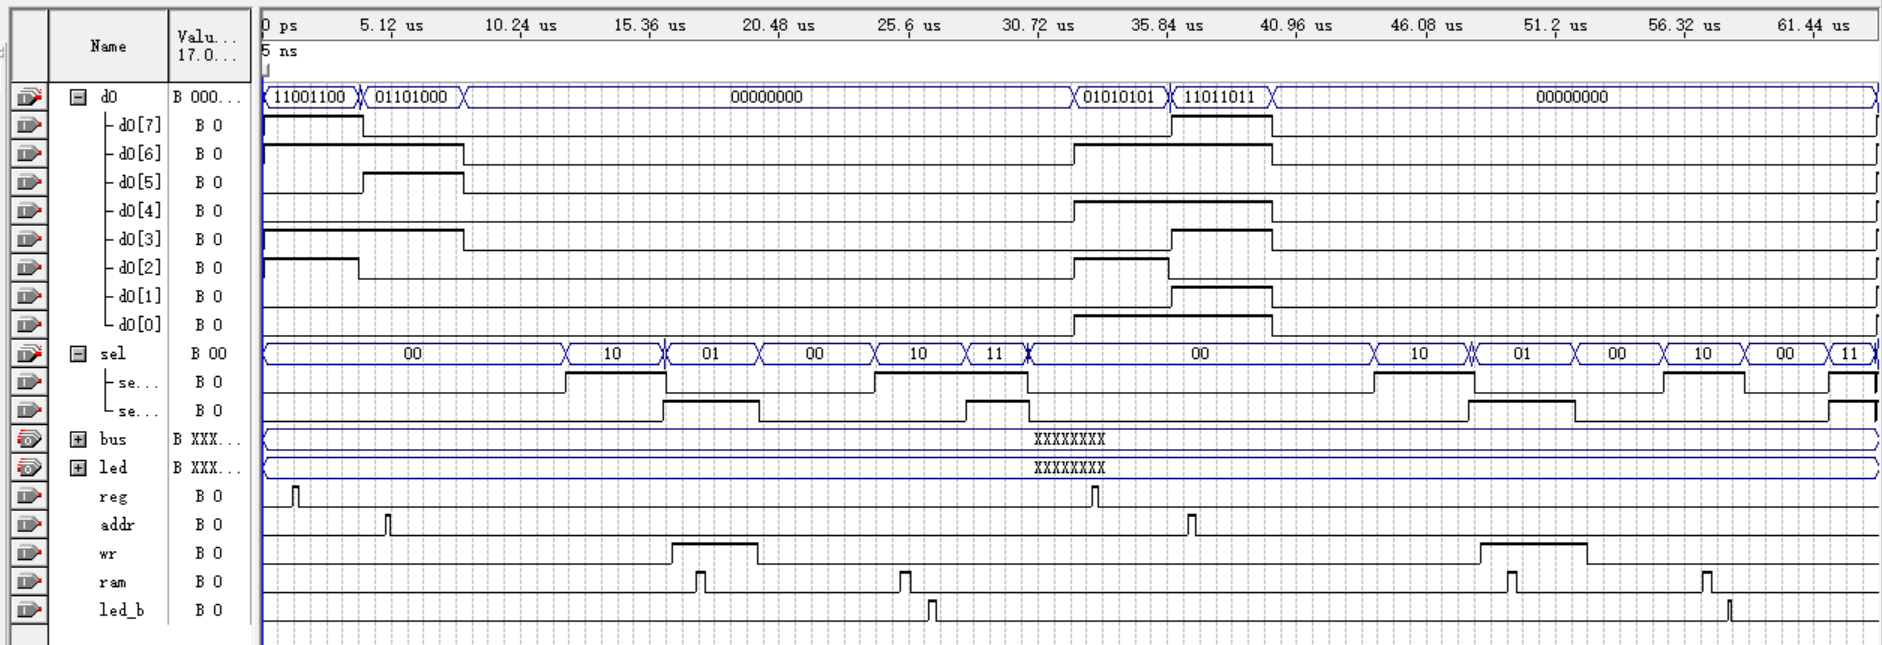 Name
Valu...
17.0...
0 ps 5.12 us 10.24 us 15.36 us 20.48 us 25.6 us 30.72 us 35.84 us 40.96 us 46.08 us 51.2 us 56.32 us 61.44 us
5 ns
d0 B 000... 11001100 01101000 00000000 01010101 11011011 00000000
d0[7] B 0
d0[6] B 0
d0[5] B 0
d0[4] B 0
d0[3] B 0
d0[2] B 0
d0[1] B 0
d0[0] B 0
sel B 00 00 10 01 00 10 11 00 10 01 00 10 00 11
se... B 0
se... B 0
bus B XXX... XXXXXXXX
led B XXX... XXXXXXXX
reg B 0
addr B 0
wr B 0
ram B 0
led_b B 0